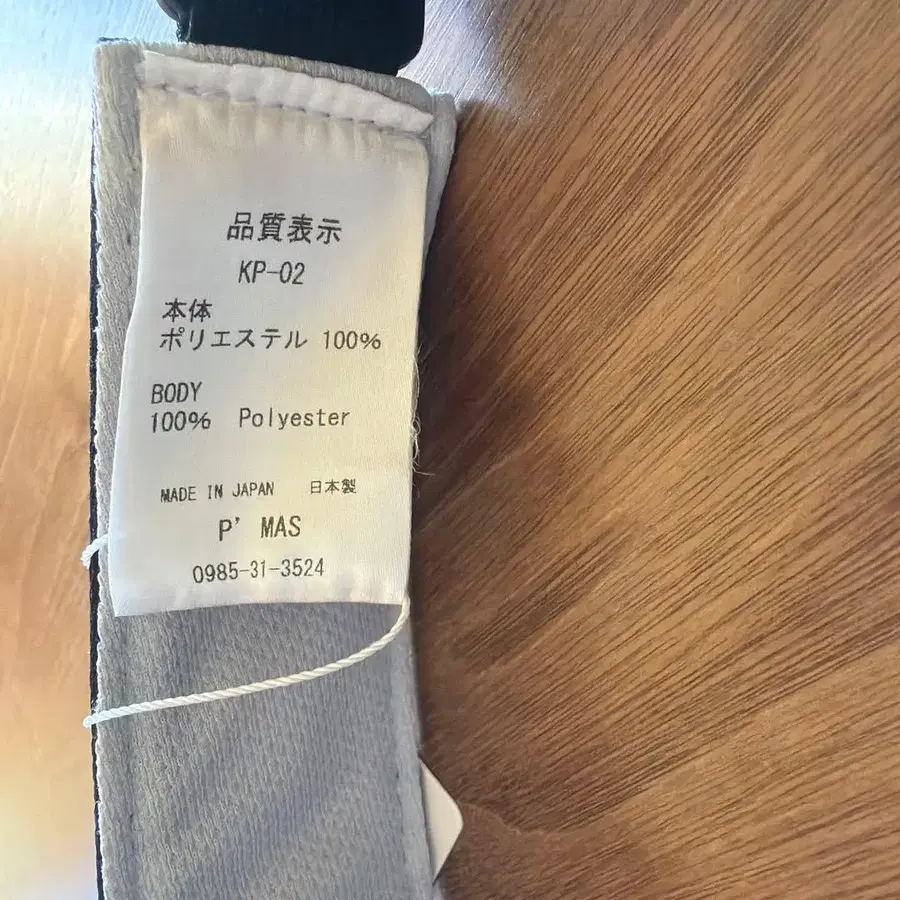 品質表示
KP-02
本体
ポリエステル 100%
BODY
100% Polyester
MADE IN JAPAN 日本製
P' MAS
0985-31-3524